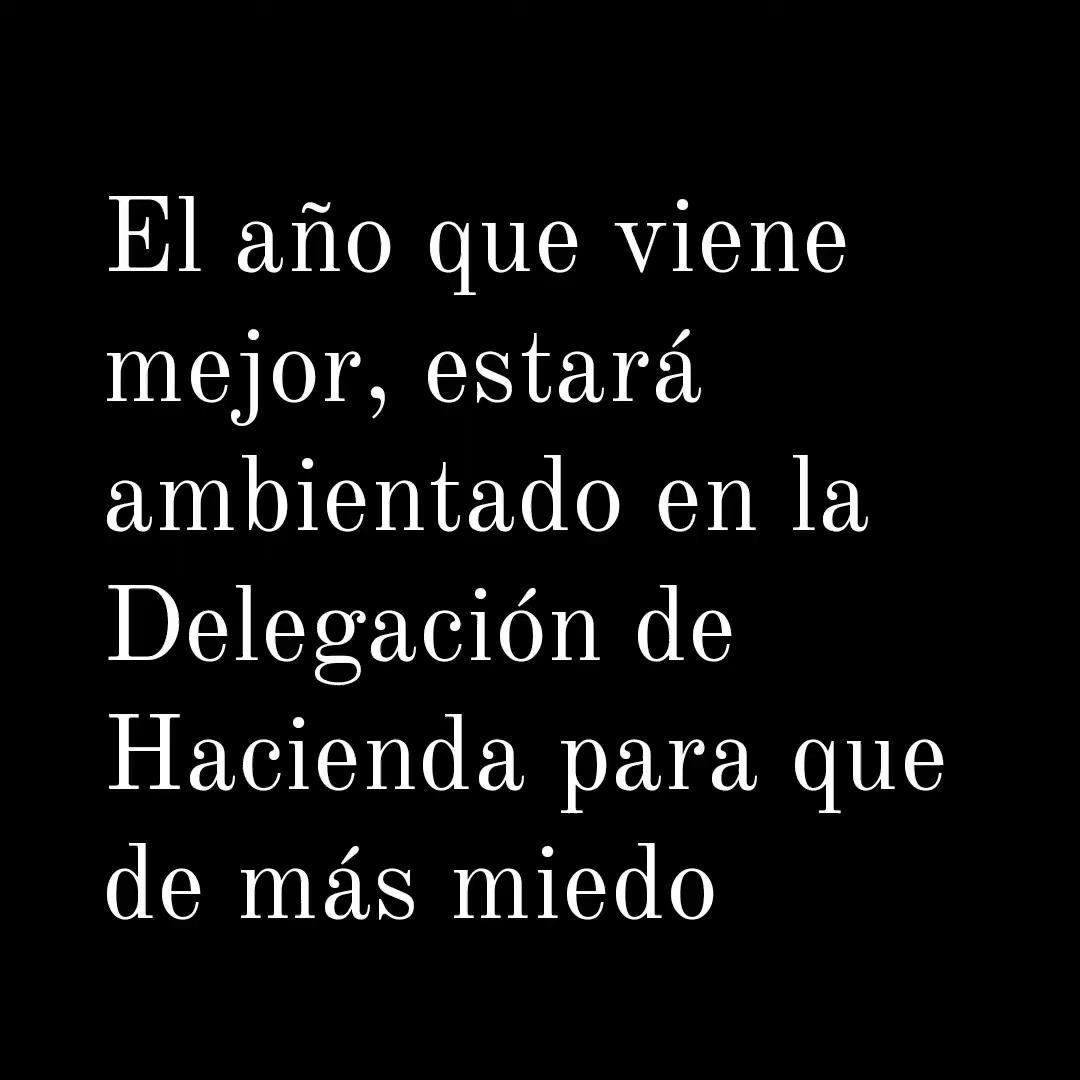 El año que viene
mejor, estará
ambientado en la
Delegación de
Hacienda para que
de más miedo